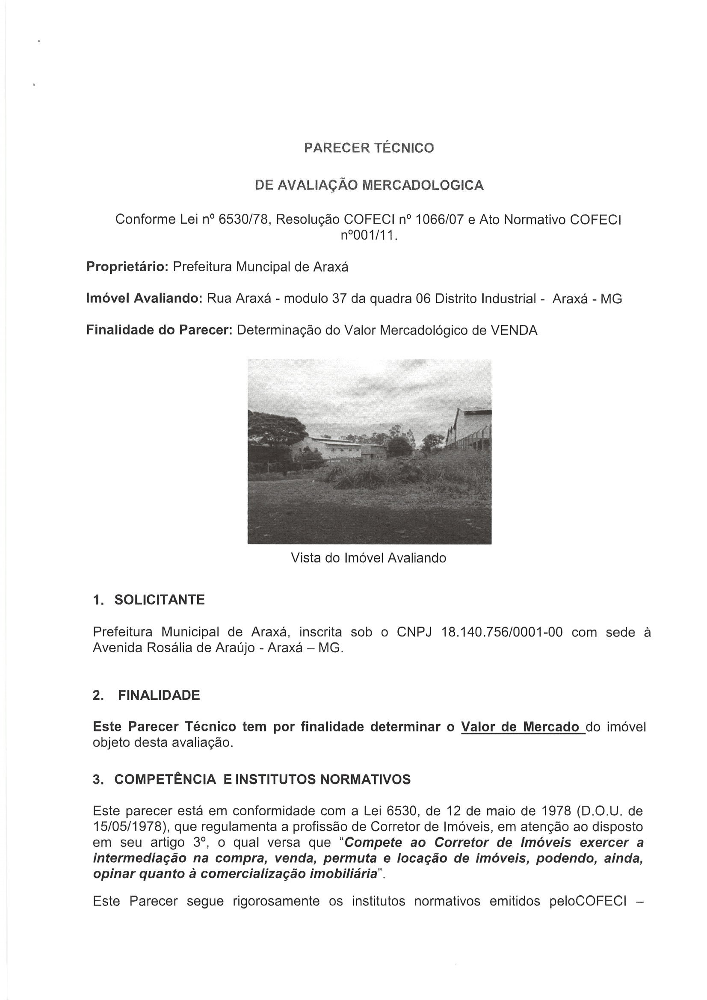 PARECER TÉCNICO
DE AVALIAÇÃO MERCADOLOGICA
Conforme Lei nº 6530/78, Resolução COFECI nº 1066/07 e Ato Normativo COFECI
nº001/11.
Proprietário: Prefeitura Muncipal de Araxá
Imóvel Avaliando: Rua Araxá - modulo 37 da quadra 06 Distrito Industrial - Araxá - MG
Finalidade do Parecer: Determinação do Valor Mercadológico de VENDA
Vista do Imóvel Avaliando
1. SOLICITANTE
Prefeitura Municipal de Araxá, inscrita sob o CNPJ 18.140.756/0001-00 com sede à
Avenida Rosália de Araújo - Araxá – MG.
2. FINALIDADE
Este Parecer Técnico tem por finalidade determinar o Valor de Mercado do imóvel
objeto desta avaliação.
3. COMPETÊNCIA E INSTITUTOS NORMATIVOS
Este parecer está em conformidade com a Lei 6530, de 12 de maio de 1978 (D.O.U. de
15/05/1978), que regulamenta a profissão de Corretor de Imóveis, em atenção ao disposto
em seu artigo 3º, o qual versa que “Compete ao Corretor de Imóveis exercer a
intermediação na compra, venda, permuta e locação de imóveis, podendo, ainda,
opinar quanto à comercialização imobiliária”.
Este Parecer segue rigorosamente os institutos normativos emitidos peloCOFECI –